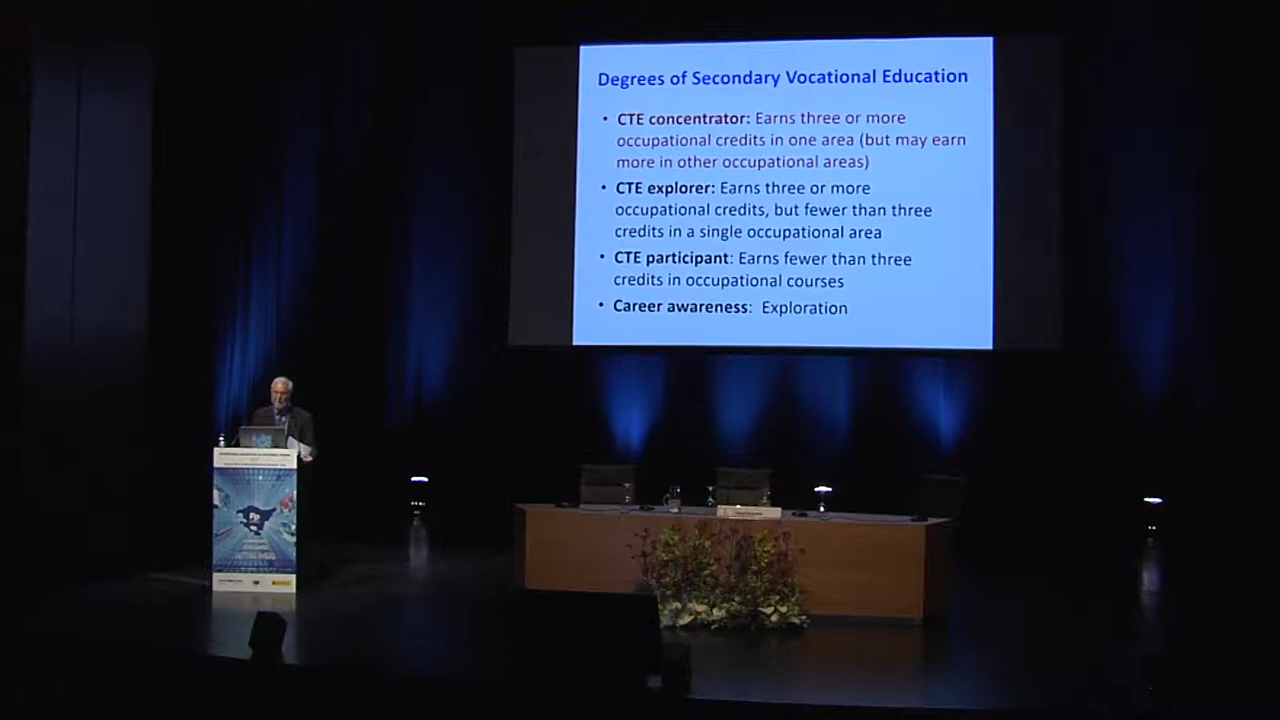 Degrees of Secondary Vocational Education
• CTE concentrator: Earns three or more
occupational credits in one area (but may earn
more in other occupational areas)
• CTE explorer: Earns three or more
occupational credits, but fewer than three
credits in a single occupational area
• CTE participant: Earns fewer than three
credits in occupational courses
• Career awareness: Exploration